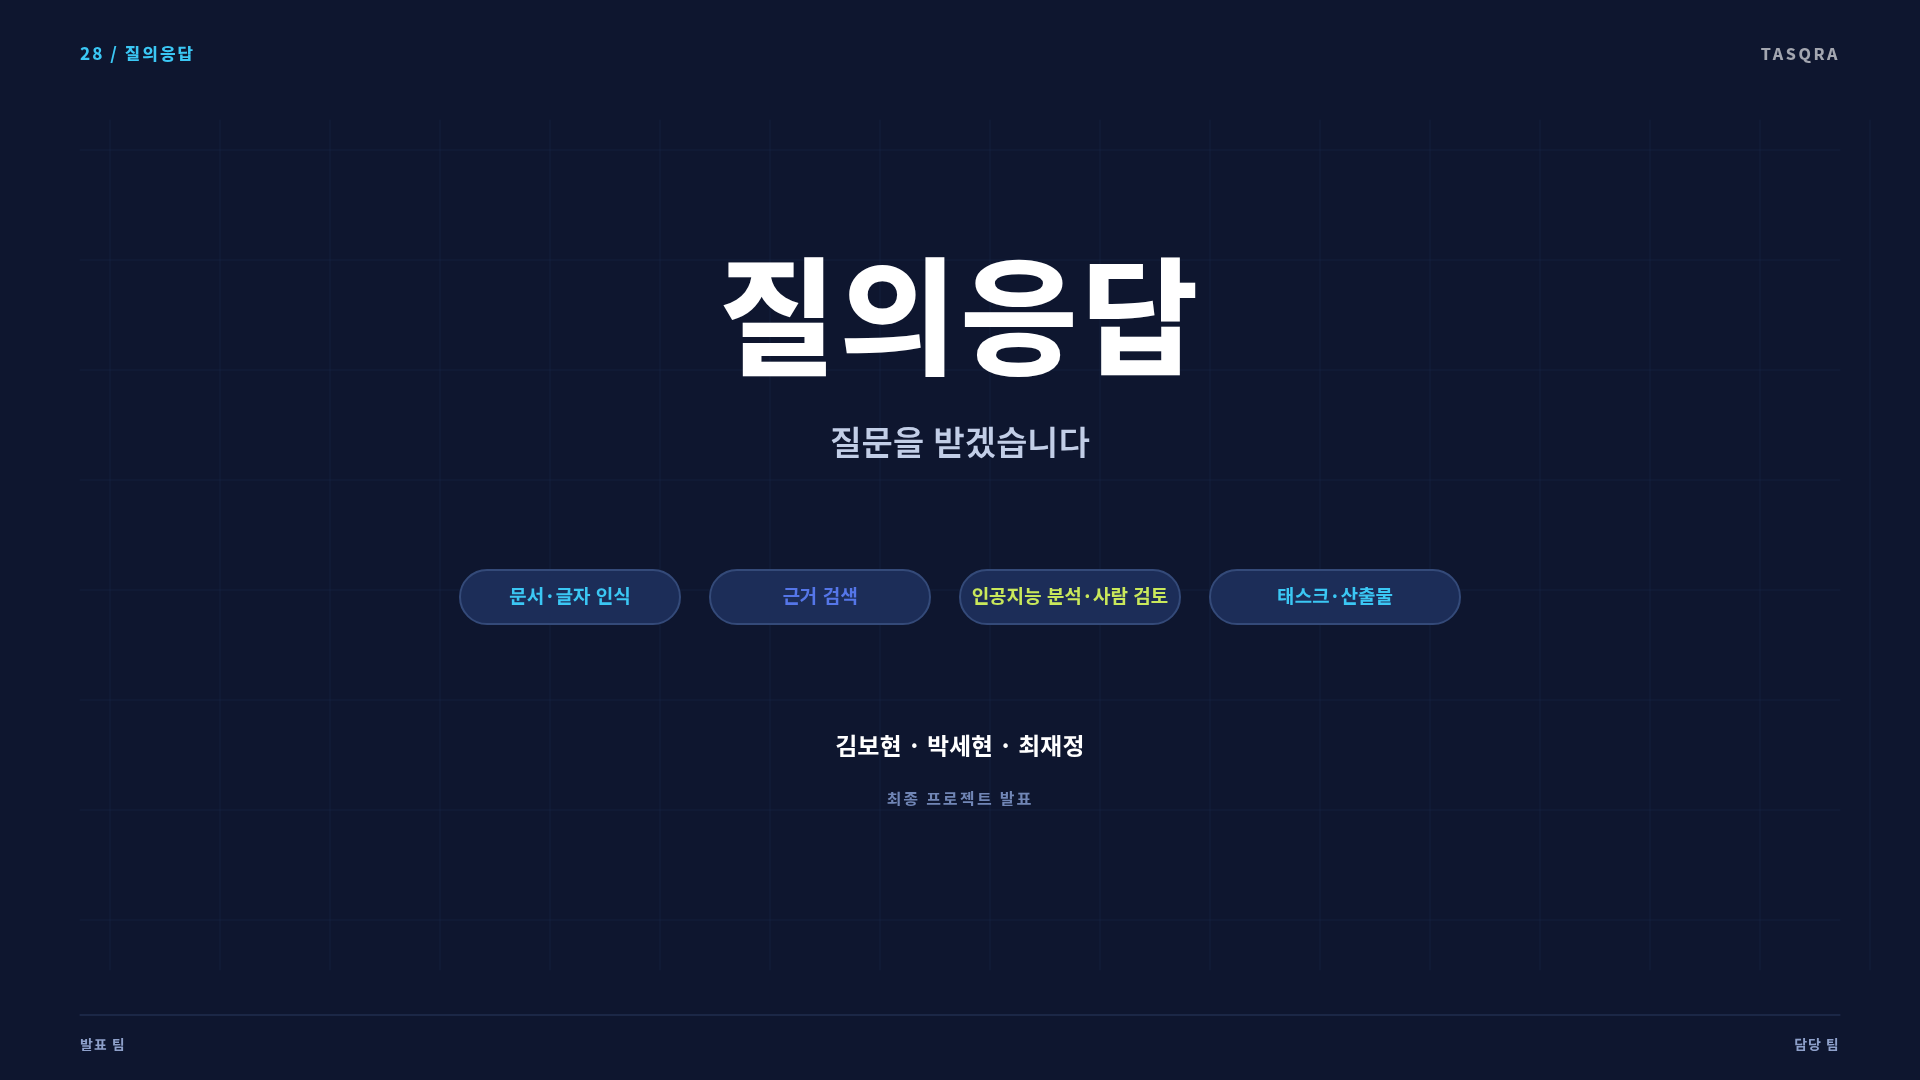 28 / 질의응답
TASQRA
질의응답
질문을 받겠습니다
문서·글자 인식
근거 검색
인공지능 분석·사람 검토
태스크·산출물
김보현 · 박세현 · 최재정
최종 프로젝트 발표
발표 팀
담당 팀